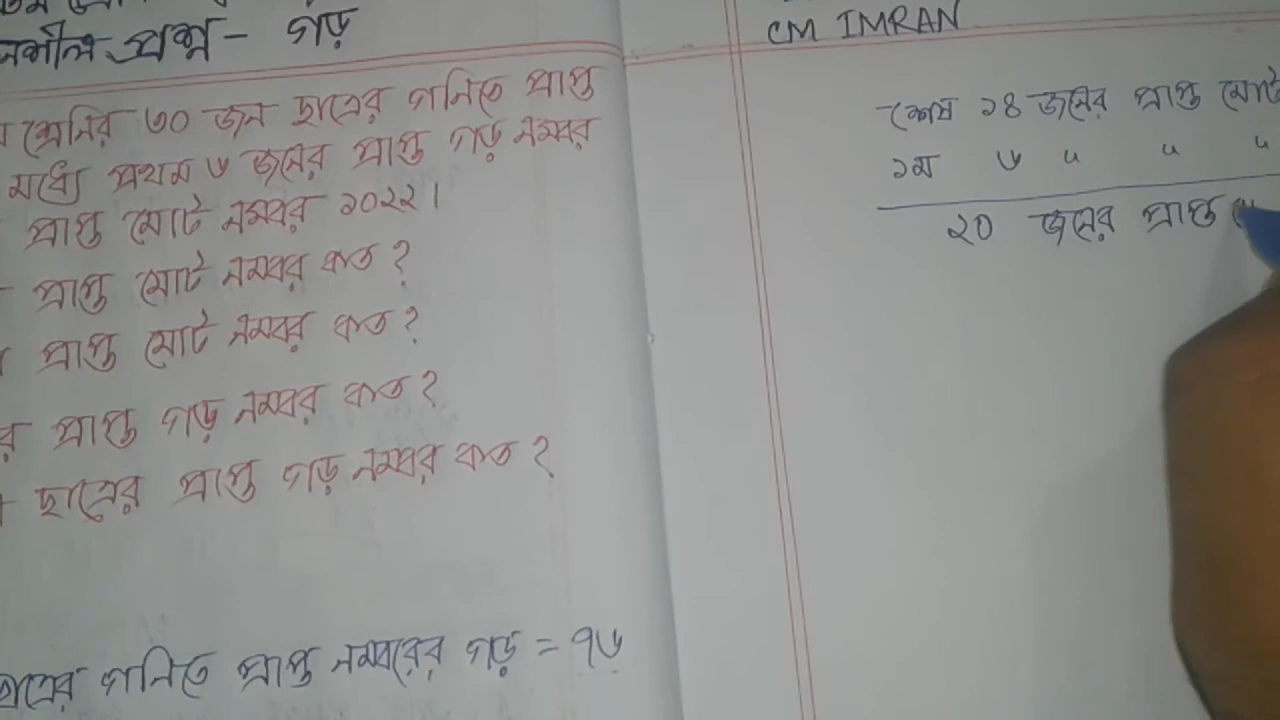 প্রশ্ন - গড়
শ্রেনির ৩০ জন ছাত্রের গনিতে প্রাপ্ত
মধ্যে প্রথম ৬ জনের প্রাপ্ত গড় নম্বর
প্রাপ্ত মোট নম্বর ১০২২।
প্রাপ্ত মোট নম্বর কত ?
প্রাপ্ত মোট নম্বর কত ?
র প্রাপ্ত গড় নম্বর কত ?
ছাত্রের প্রাপ্ত গড় নম্বর কত ?
ছাত্রের গনিতে প্রাপ্ত নম্বরের গড় = ৭৬
CM IMRAN
শেষ ১৪ জনের প্রাপ্ত মোট
১ম ৬ " " "
২০ জনের প্রাপ্ত